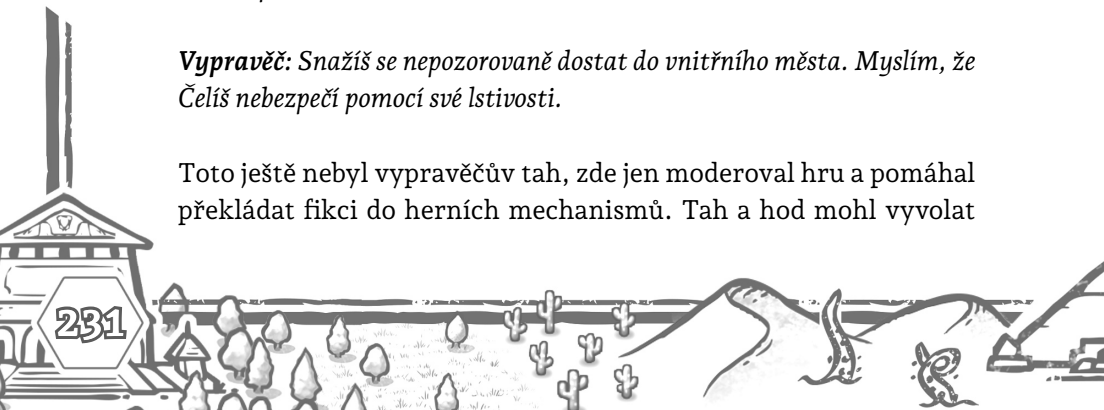 Vypravěč: Snažíš se nepozorovaně dostat do vnitřního města. Myslím, že
Čelíš nebezpečí pomocí své lstivosti.
Toto ještě nebyl vypravěčův tah, zde jen moderoval hru a pomáhal
překládat fikci do herních mechanismů. Tah a hod mohl vyvolat
231